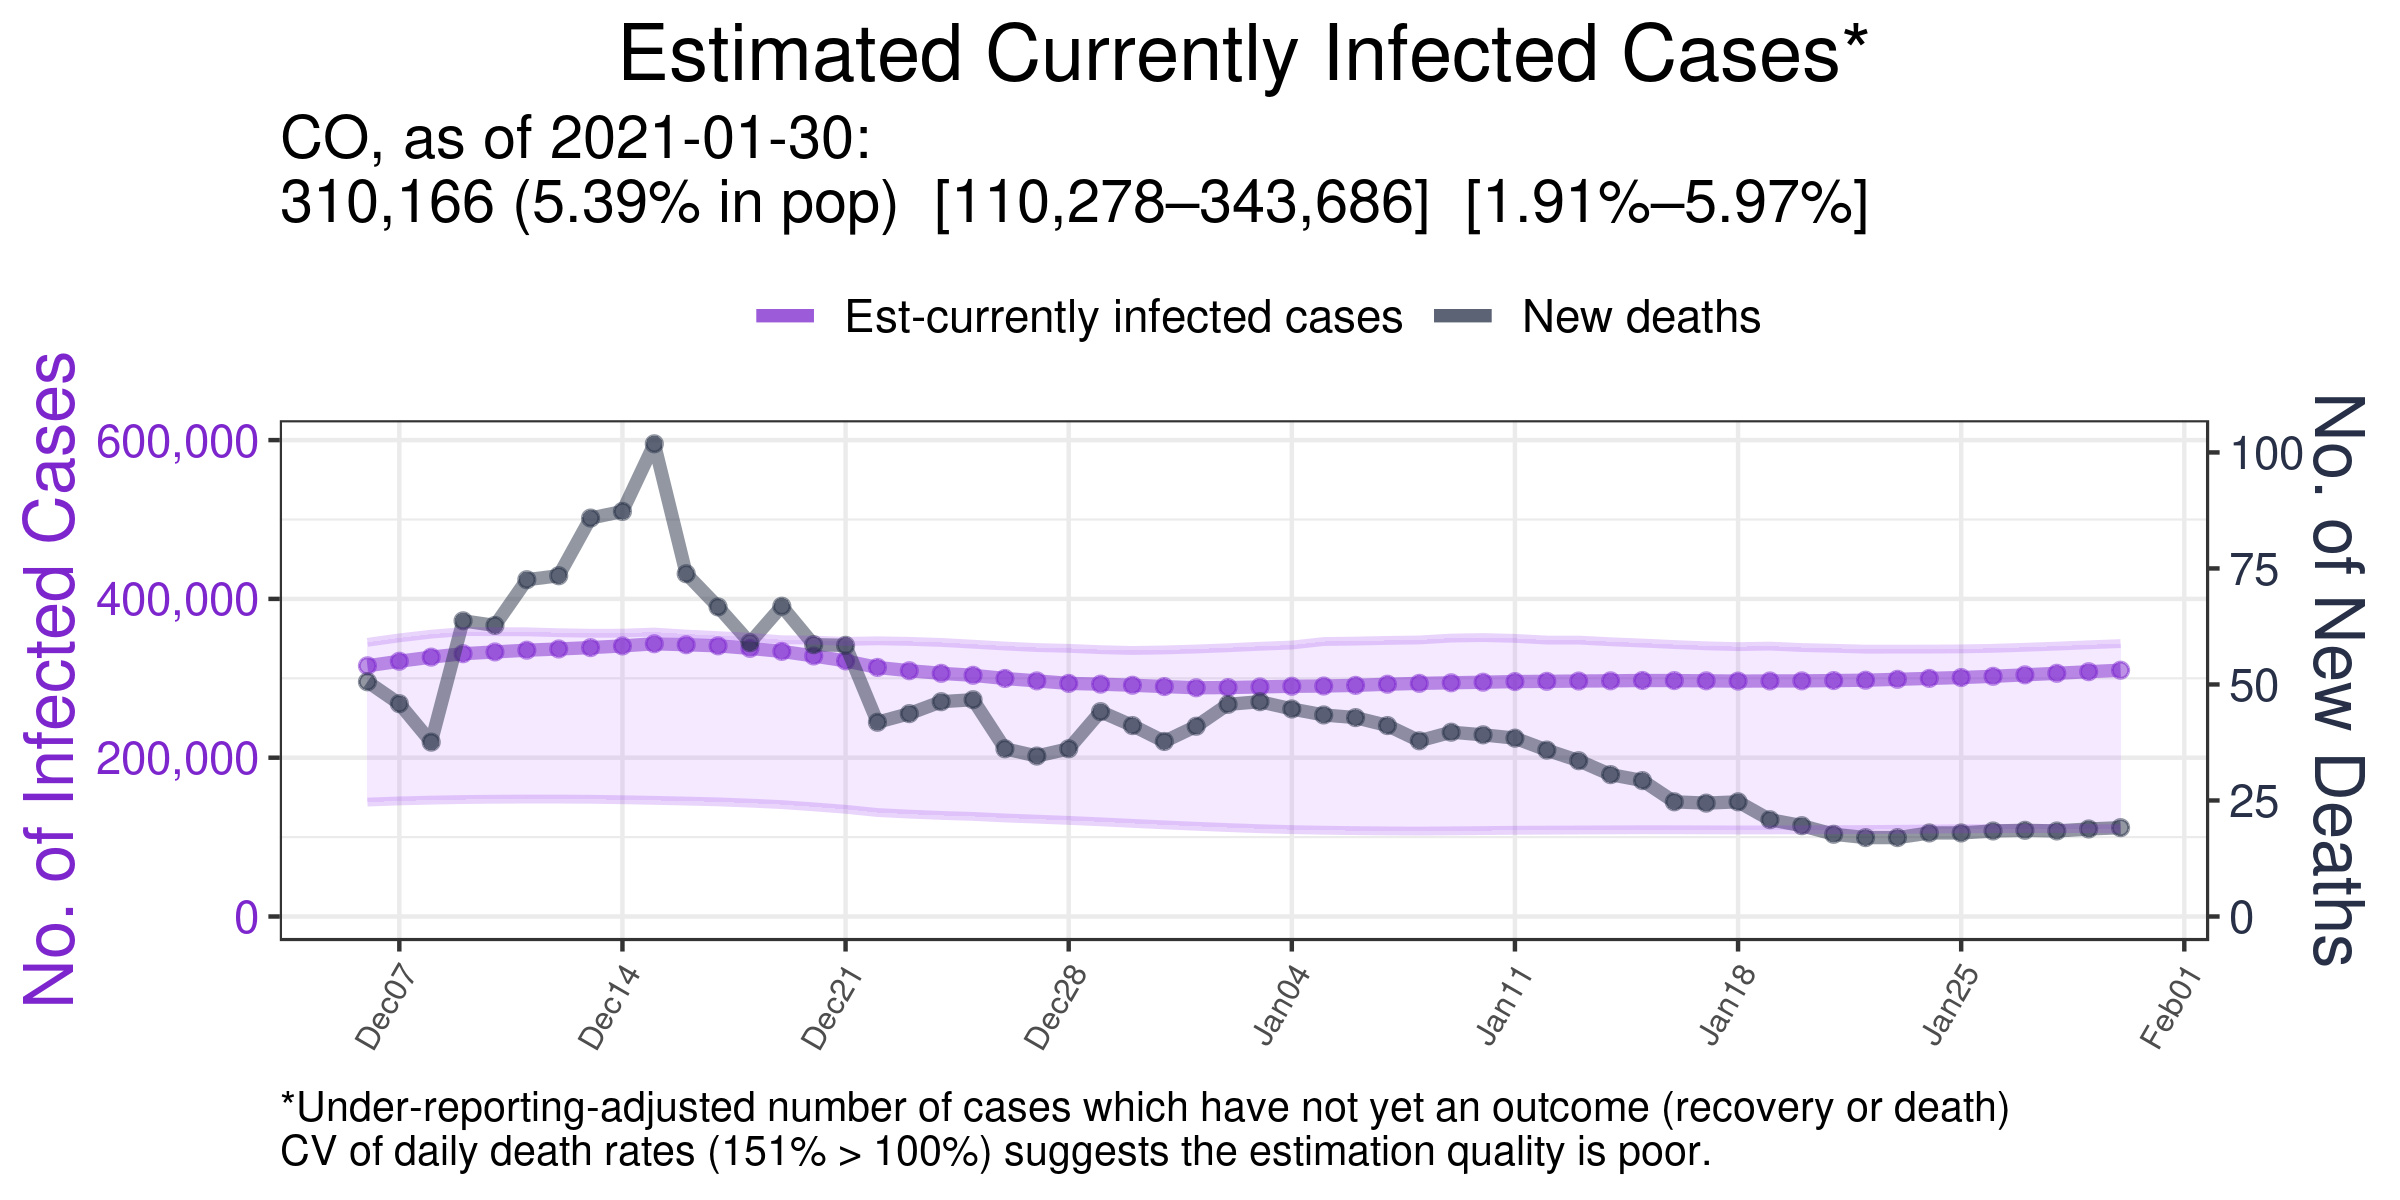 Estimated Currently Infected Cases*
CO, as of 2021-01-30:
310,166 (5.39% in pop)  [110,278–343,686]  [1.91%–5.97%]
Est-currently infected cases
New deaths
No. of Infected Cases
600,000
400,000
200,000
0
No. of New Deaths
100
75
50
25
0
Dec07
Dec14
Dec21
Dec28
Jan04
Jan11
Jan18
Jan25
Feb01
*Under-reporting-adjusted number of cases which have not yet an outcome (recovery or death)
CV of daily death rates (151% > 100%) suggests the estimation quality is poor.